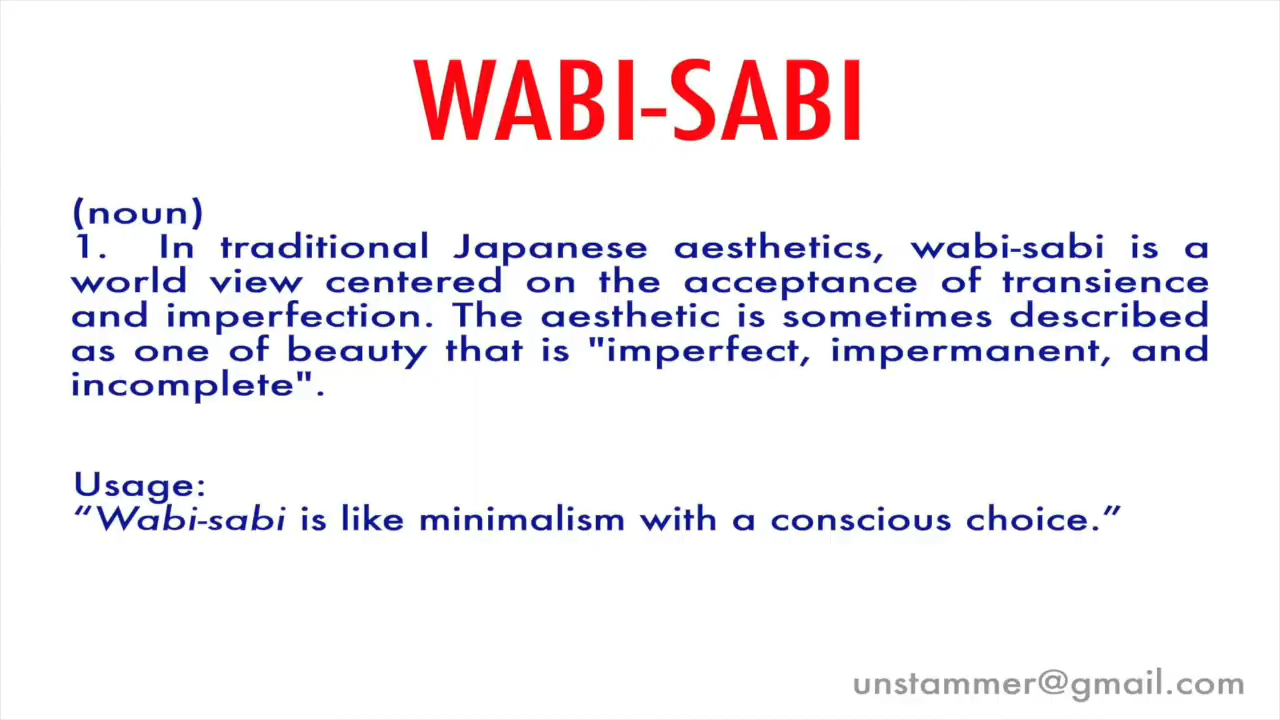 WABI-SABI
(noun)
1. In traditional Japanese aesthetics, wabi-sabi is a
world view centered on the acceptance of transience
and imperfection. The aesthetic is sometimes described
as one of beauty that is "imperfect, impermanent, and
incomplete".
Usage:
“Wabi-sabi is like minimalism with a conscious choice.”
unstammer@gmail.com